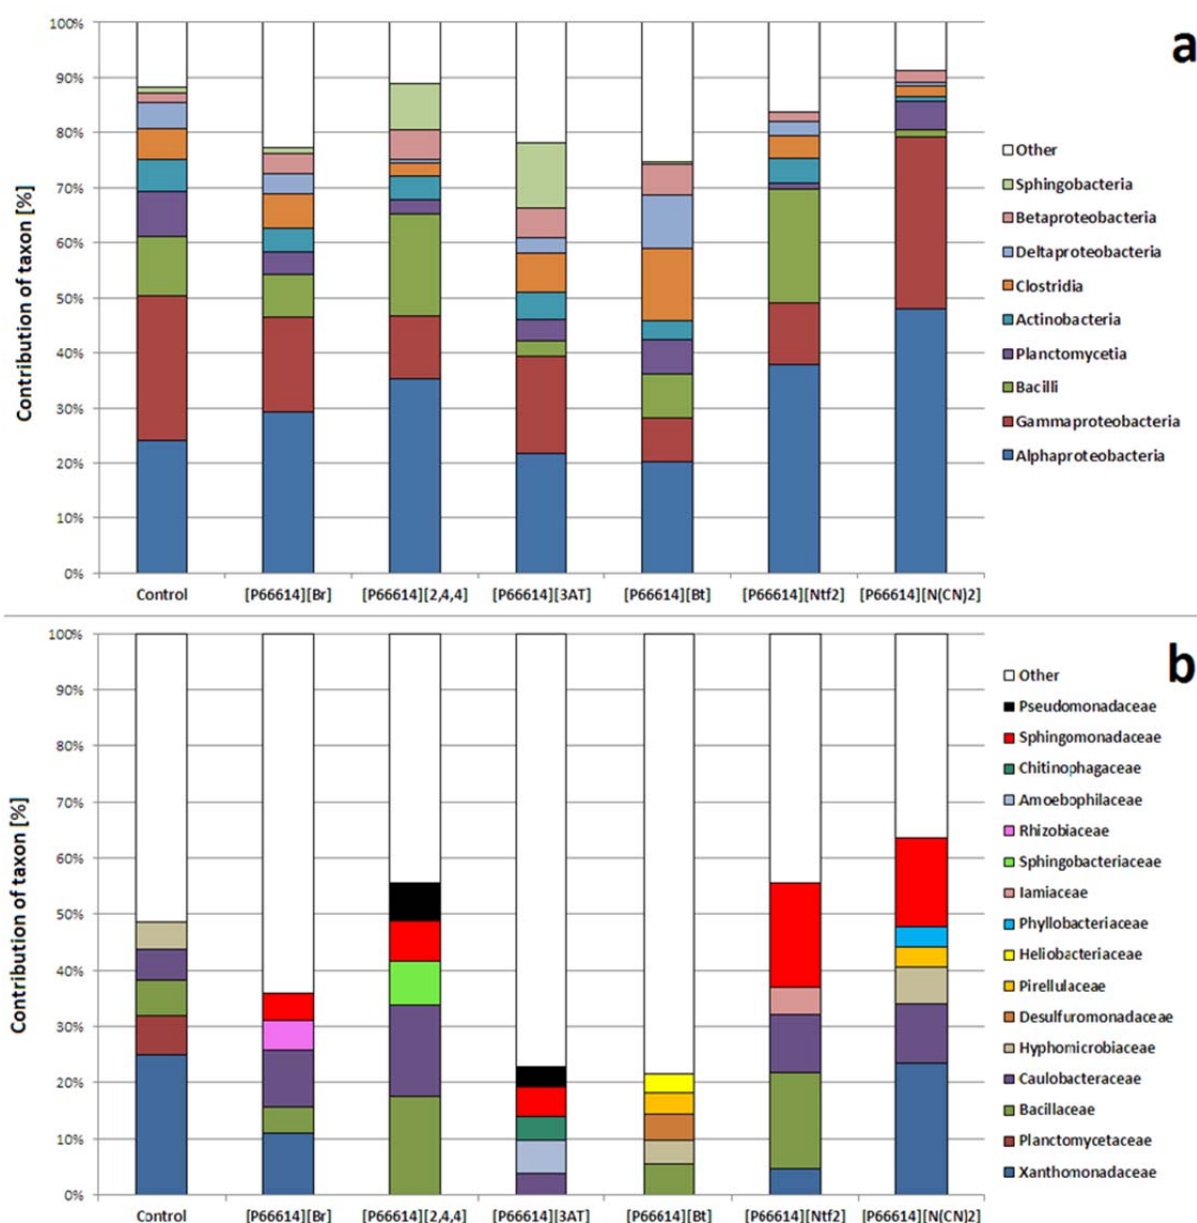 a
Contribution of taxon [%]
100%
90%
80%
70%
60%
50%
40%
30%
20%
10%
0%
Control [P66614][Br] [P66614][2,4,4] [P66614][3AT] [P66614][Bt] [P66614][Ntf2] [P66614][N(CN)2]
Other
Sphingobacteria
Betaproteobacteria
Deltaproteobacteria
Clostridia
Actinobacteria
Planctomycetia
Bacilli
Gammaproteobacteria
Alphaproteobacteria
b
Contribution of taxon [%]
100%
90%
80%
70%
60%
50%
40%
30%
20%
10%
0%
Control [P66614][Br] [P66614][2,4,4] [P66614][3AT] [P66614][Bt] [P66614][Ntf2] [P66614][N(CN)2]
Other
Pseudomonadaceae
Sphingomonadaceae
Chitinophagaceae
Amoebophilaceae
Rhizobiaceae
Sphingobacteriaceae
Iamiaceae
Phyllobacteriaceae
Heliobacteriaceae
Pirellulaceae
Desulfuromonadaceae
Hyphomicrobiaceae
Caulobacteraceae
Bacillaceae
Planctomycetaceae
Xanthomonadaceae